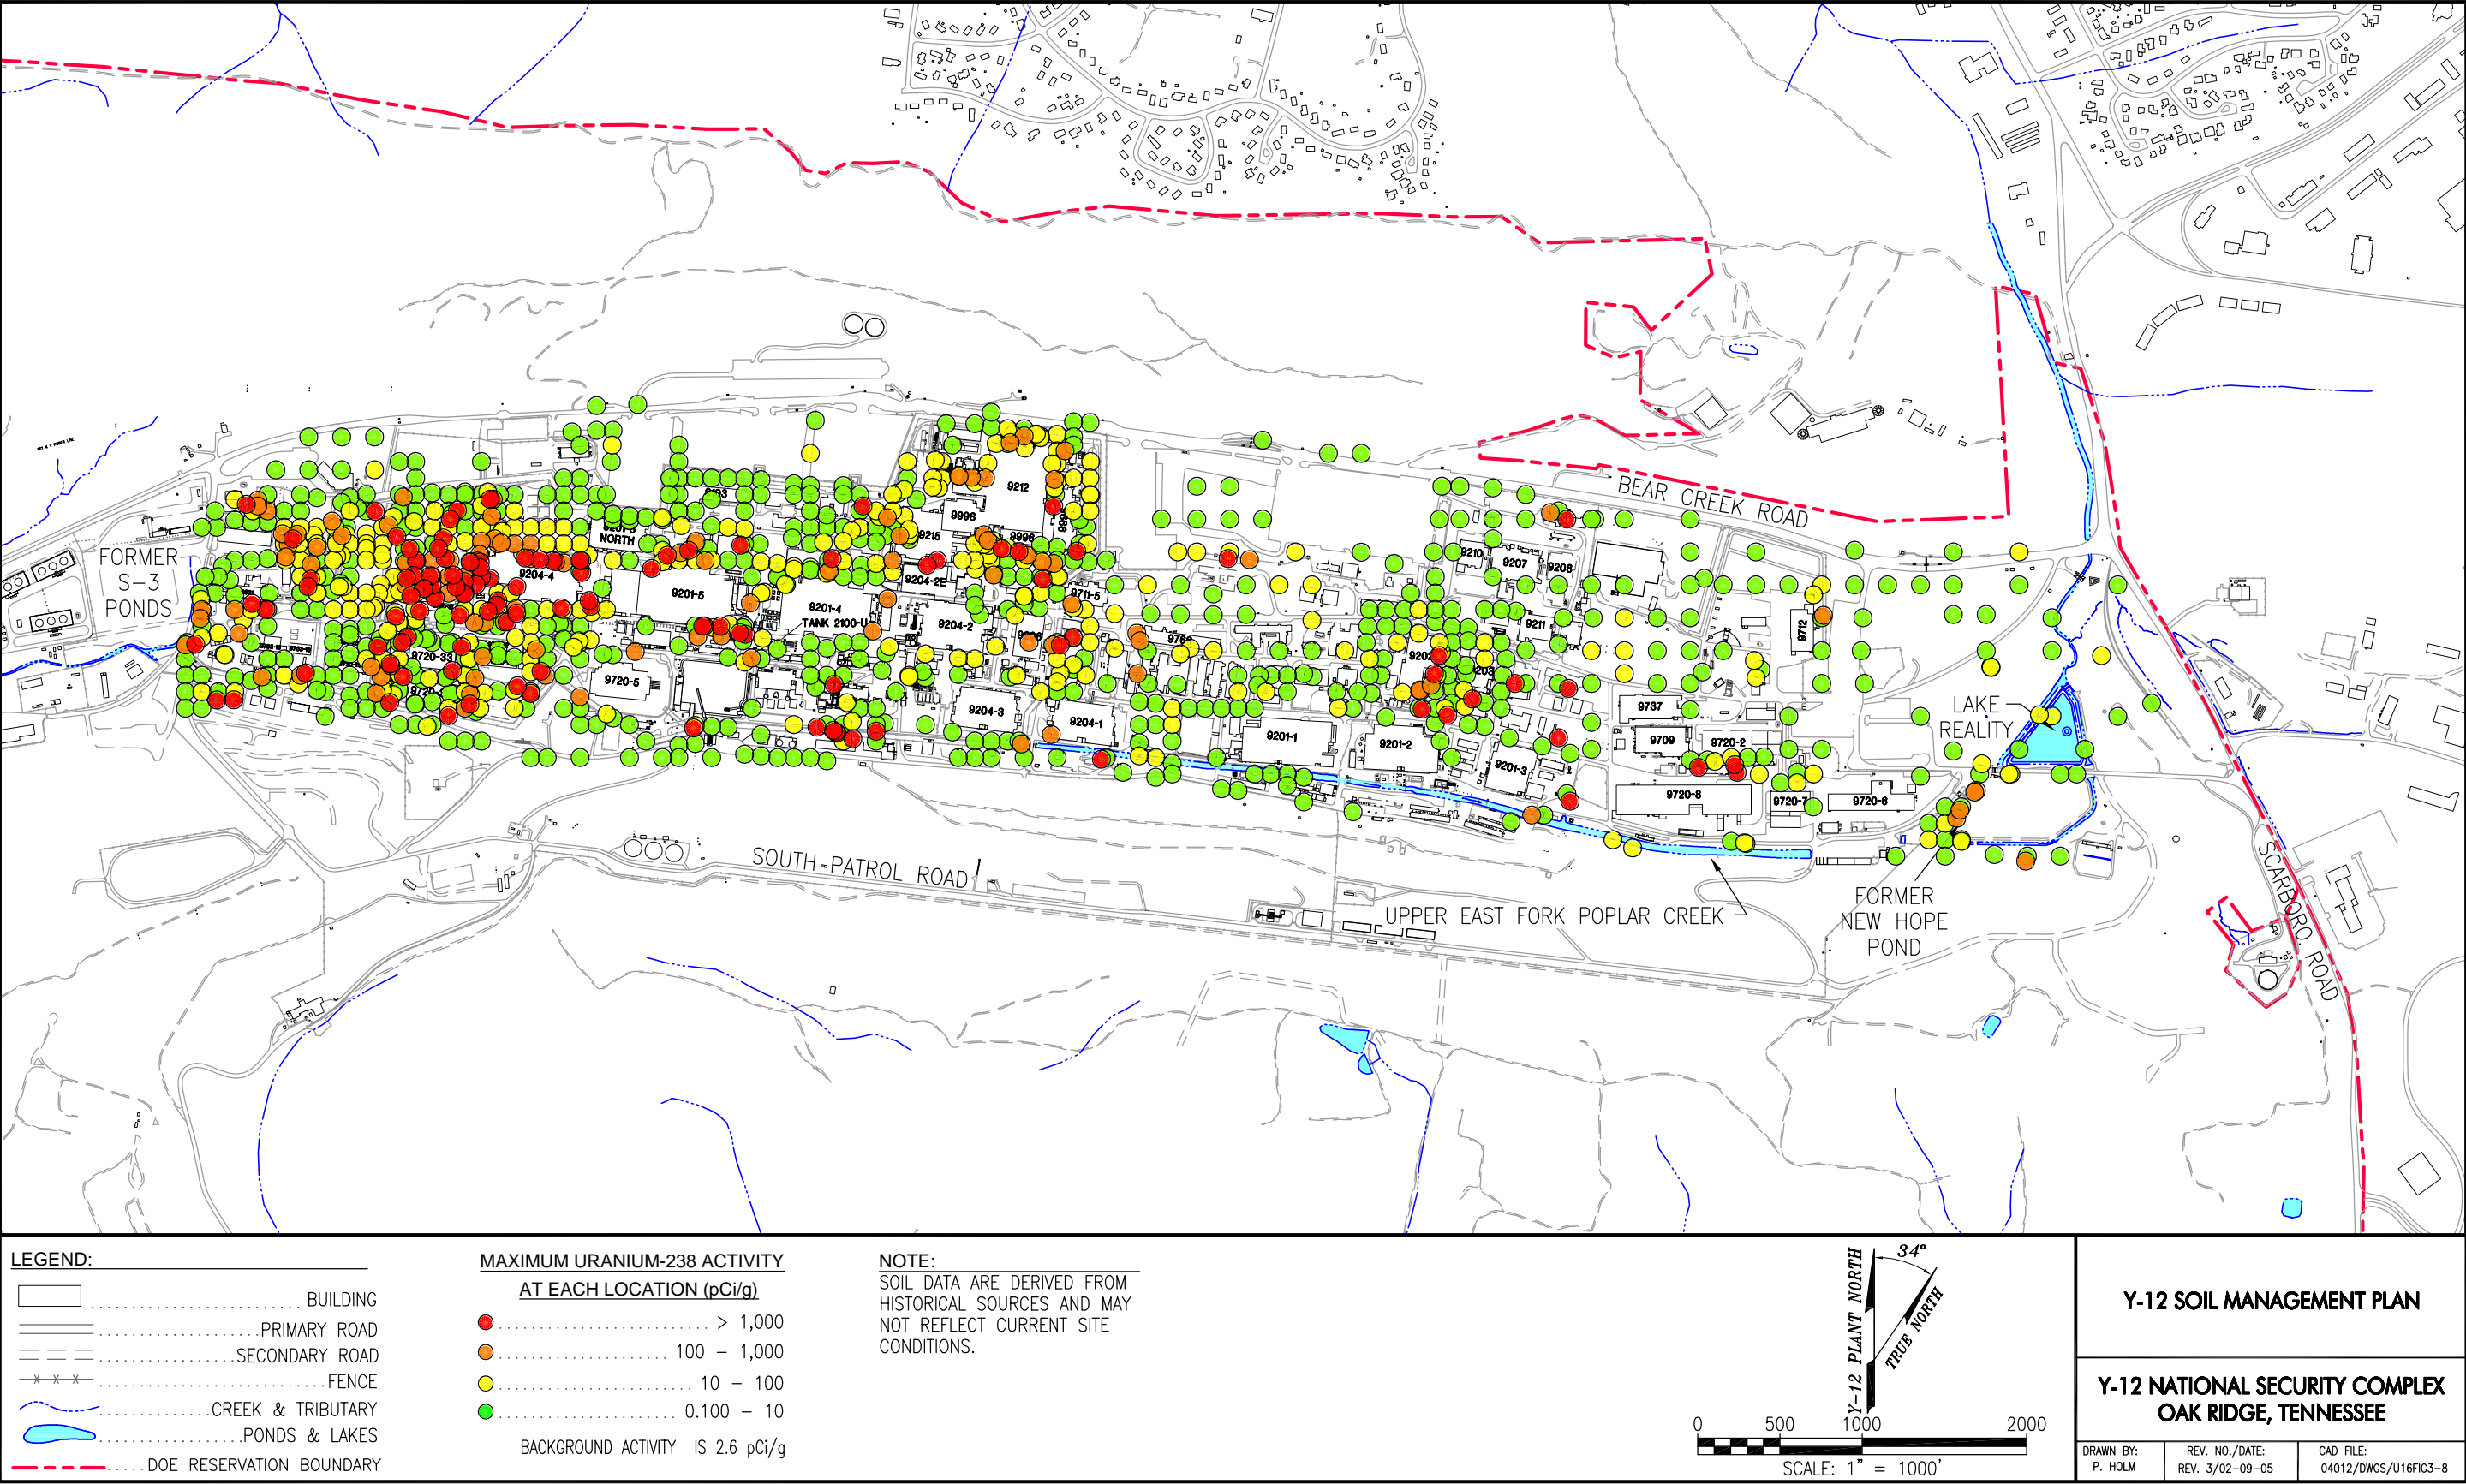 FORMER
S-3
PONDS
9212
9998
NORTH
9215
9996
9204-4
9204-2E
9201-5
9201-4
9711-5
TANK 2100-U
9204-2
9720-33
9720-5
9204-3
9204-1
9201-1
9201-2
9201-3
9210
9207
9208
9211
9712
9737
9709
9720-2
9720-8
9720-7
9720-6
BEAR CREEK ROAD
LAKE
REALITY
SOUTH PATROL ROAD
UPPER EAST FORK POPLAR CREEK
FORMER
NEW HOPE
POND
SCARBORO ROAD
LEGEND:
BUILDING
PRIMARY ROAD
SECONDARY ROAD
X X X FENCE
CREEK & TRIBUTARY
PONDS & LAKES
DOE RESERVATION BOUNDARY
MAXIMUM URANIUM-238 ACTIVITY
AT EACH LOCATION (pCi/g)
> 1,000
100 - 1,000
10 - 100
0.100 - 10
BACKGROUND ACTIVITY IS 2.6 pCi/g
NOTE:
SOIL DATA ARE DERIVED FROM
HISTORICAL SOURCES AND MAY
NOT REFLECT CURRENT SITE
CONDITIONS.
Y-12 PLANT NORTH
34°
TRUE NORTH
0 500 1000 2000
SCALE: 1" = 1000'
Y-12 SOIL MANAGEMENT PLAN
Y-12 NATIONAL SECURITY COMPLEX
OAK RIDGE, TENNESSEE
DRAWN BY:
P. HOLM
REV. NO./DATE:
REV. 3/02-09-05
CAD FILE:
04012/DWGS/U16FIG3-8